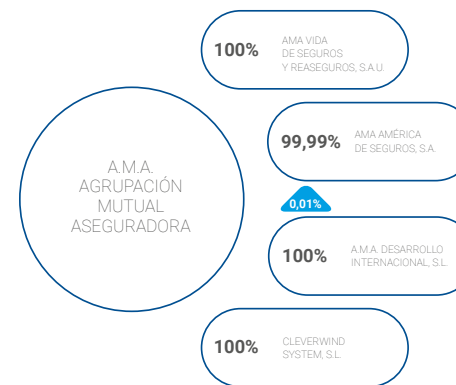 100%
AMA VIDA
DE SEGUROS
Y REASEGUROS, S.A.U.
A.M.A.
AGRUPACIÓN
MUTUAL
ASEGURADORA
99,99%
AMA AMÉRICA
DE SEGUROS, S.A.
0,01%
100%
A.M.A. DESARROLLO
INTERNACIONAL, S.L.
100%
CLEVERWIND
SYSTEM, S.L.